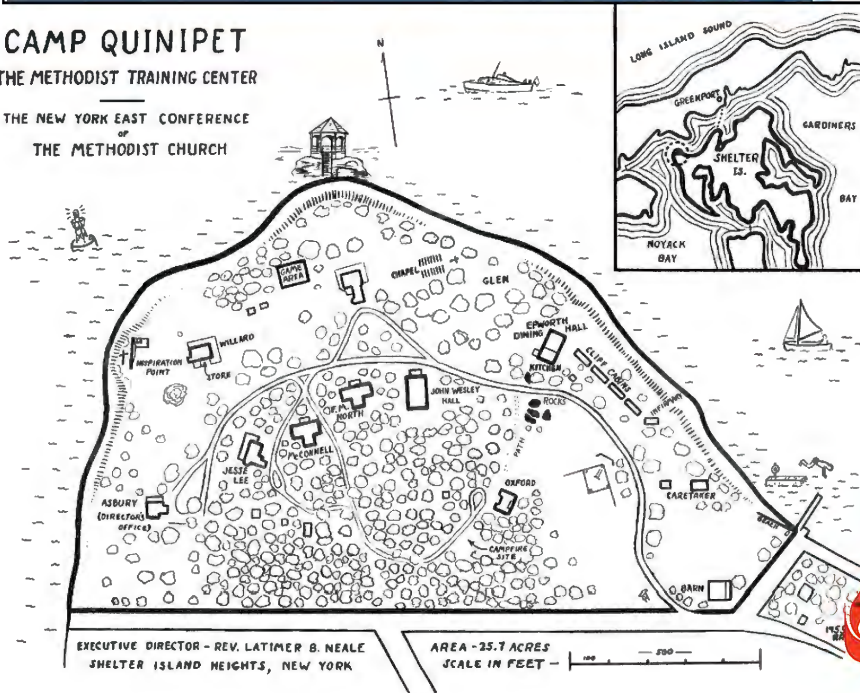 CAMP QUINIPET
THE METHODIST TRAINING CENTER
THE NEW YORK EAST CONFERENCE
OF
THE METHODIST CHURCH
N
LONG ISLAND SOUND
GREENPORT
GARDINERS
SHELTER
IS.
BAY
NOYACK
BAY
GAME
AREA
CHAPEL
GLEN
EPWORTH
DINING HALL
KITCHEN
CLIFF CABINS
INFIRMARY
WILLARD
STORE
INSPIRATION
POINT
F. M.
NORTH
JOHN WESLEY
HALL
ROCKS
PATH
McCONNELL
JESSE
LEE
ASBURY
(DIRECTOR'S
OFFICE)
OXFORD
CARETAKER
CAMPFIRE
SITE
BEACH
BARN
EXECUTIVE DIRECTOR - REV. LATIMER B. NEALE
SHELTER ISLAND HEIGHTS, NEW YORK
AREA - 25.7 ACRES
SCALE IN FEET -
100
500